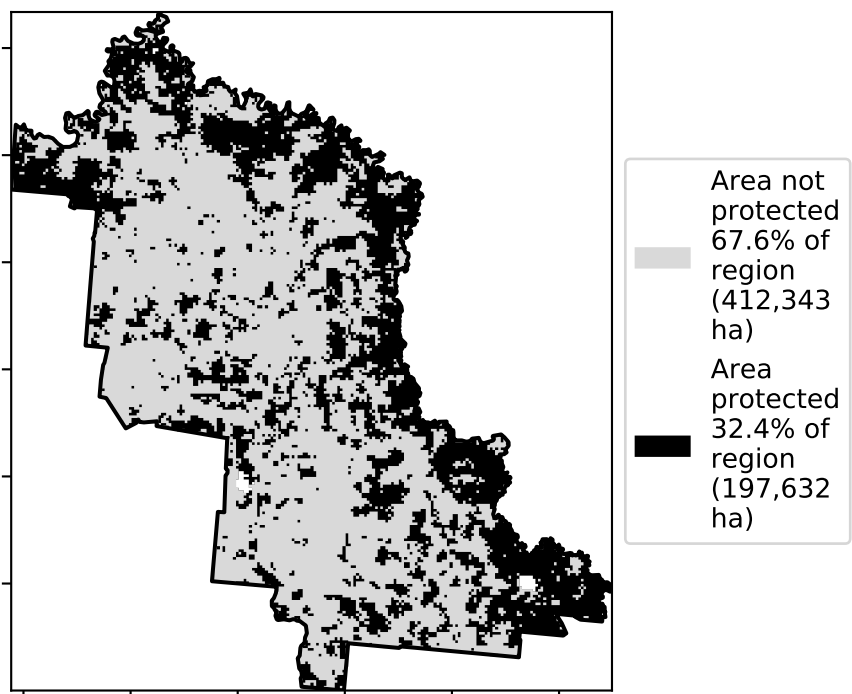 Area not
protected
67.6% of
region
(412,343
ha)
Area
protected
32.4% of
region
(197,632
ha)